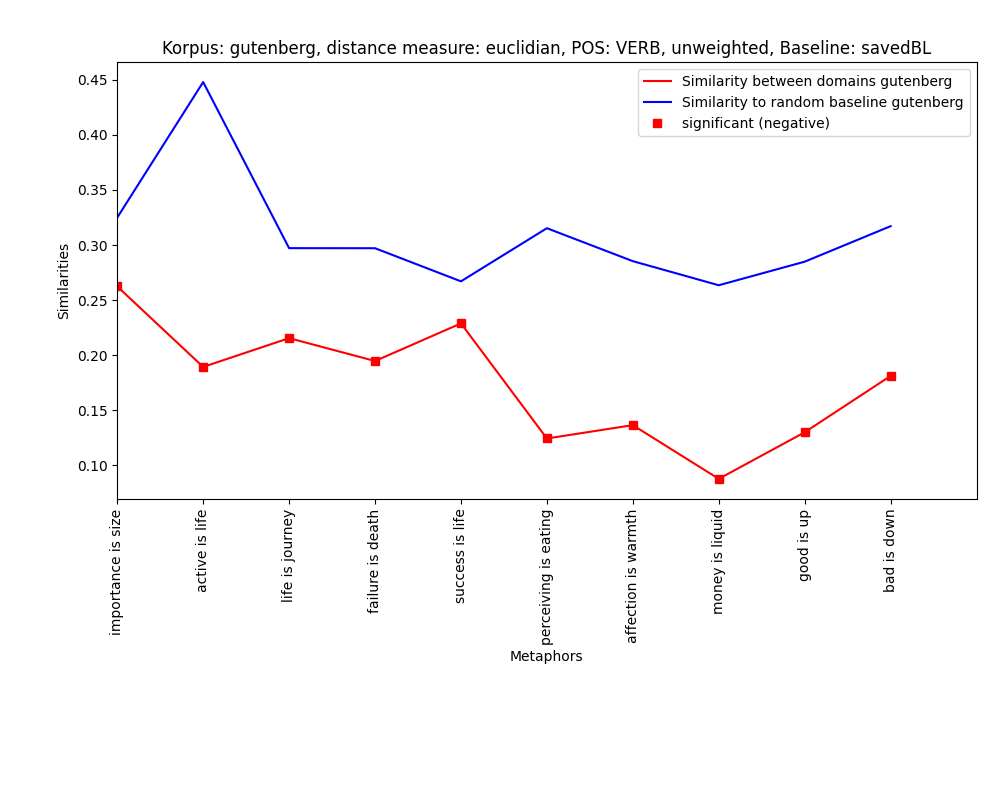 Korpus: gutenberg, distance measure: euclidian, POS: VERB, unweighted, Baseline: savedBL
Similarity between domains gutenberg
Similarity to random baseline gutenberg
significant (negative)
Similarities
0.45
0.40
0.35
0.30
0.25
0.20
0.15
0.10
importance is size
active is life
life is journey
failure is death
success is life
perceiving is eating
affection is warmth
money is liquid
good is up
bad is down
Metaphors